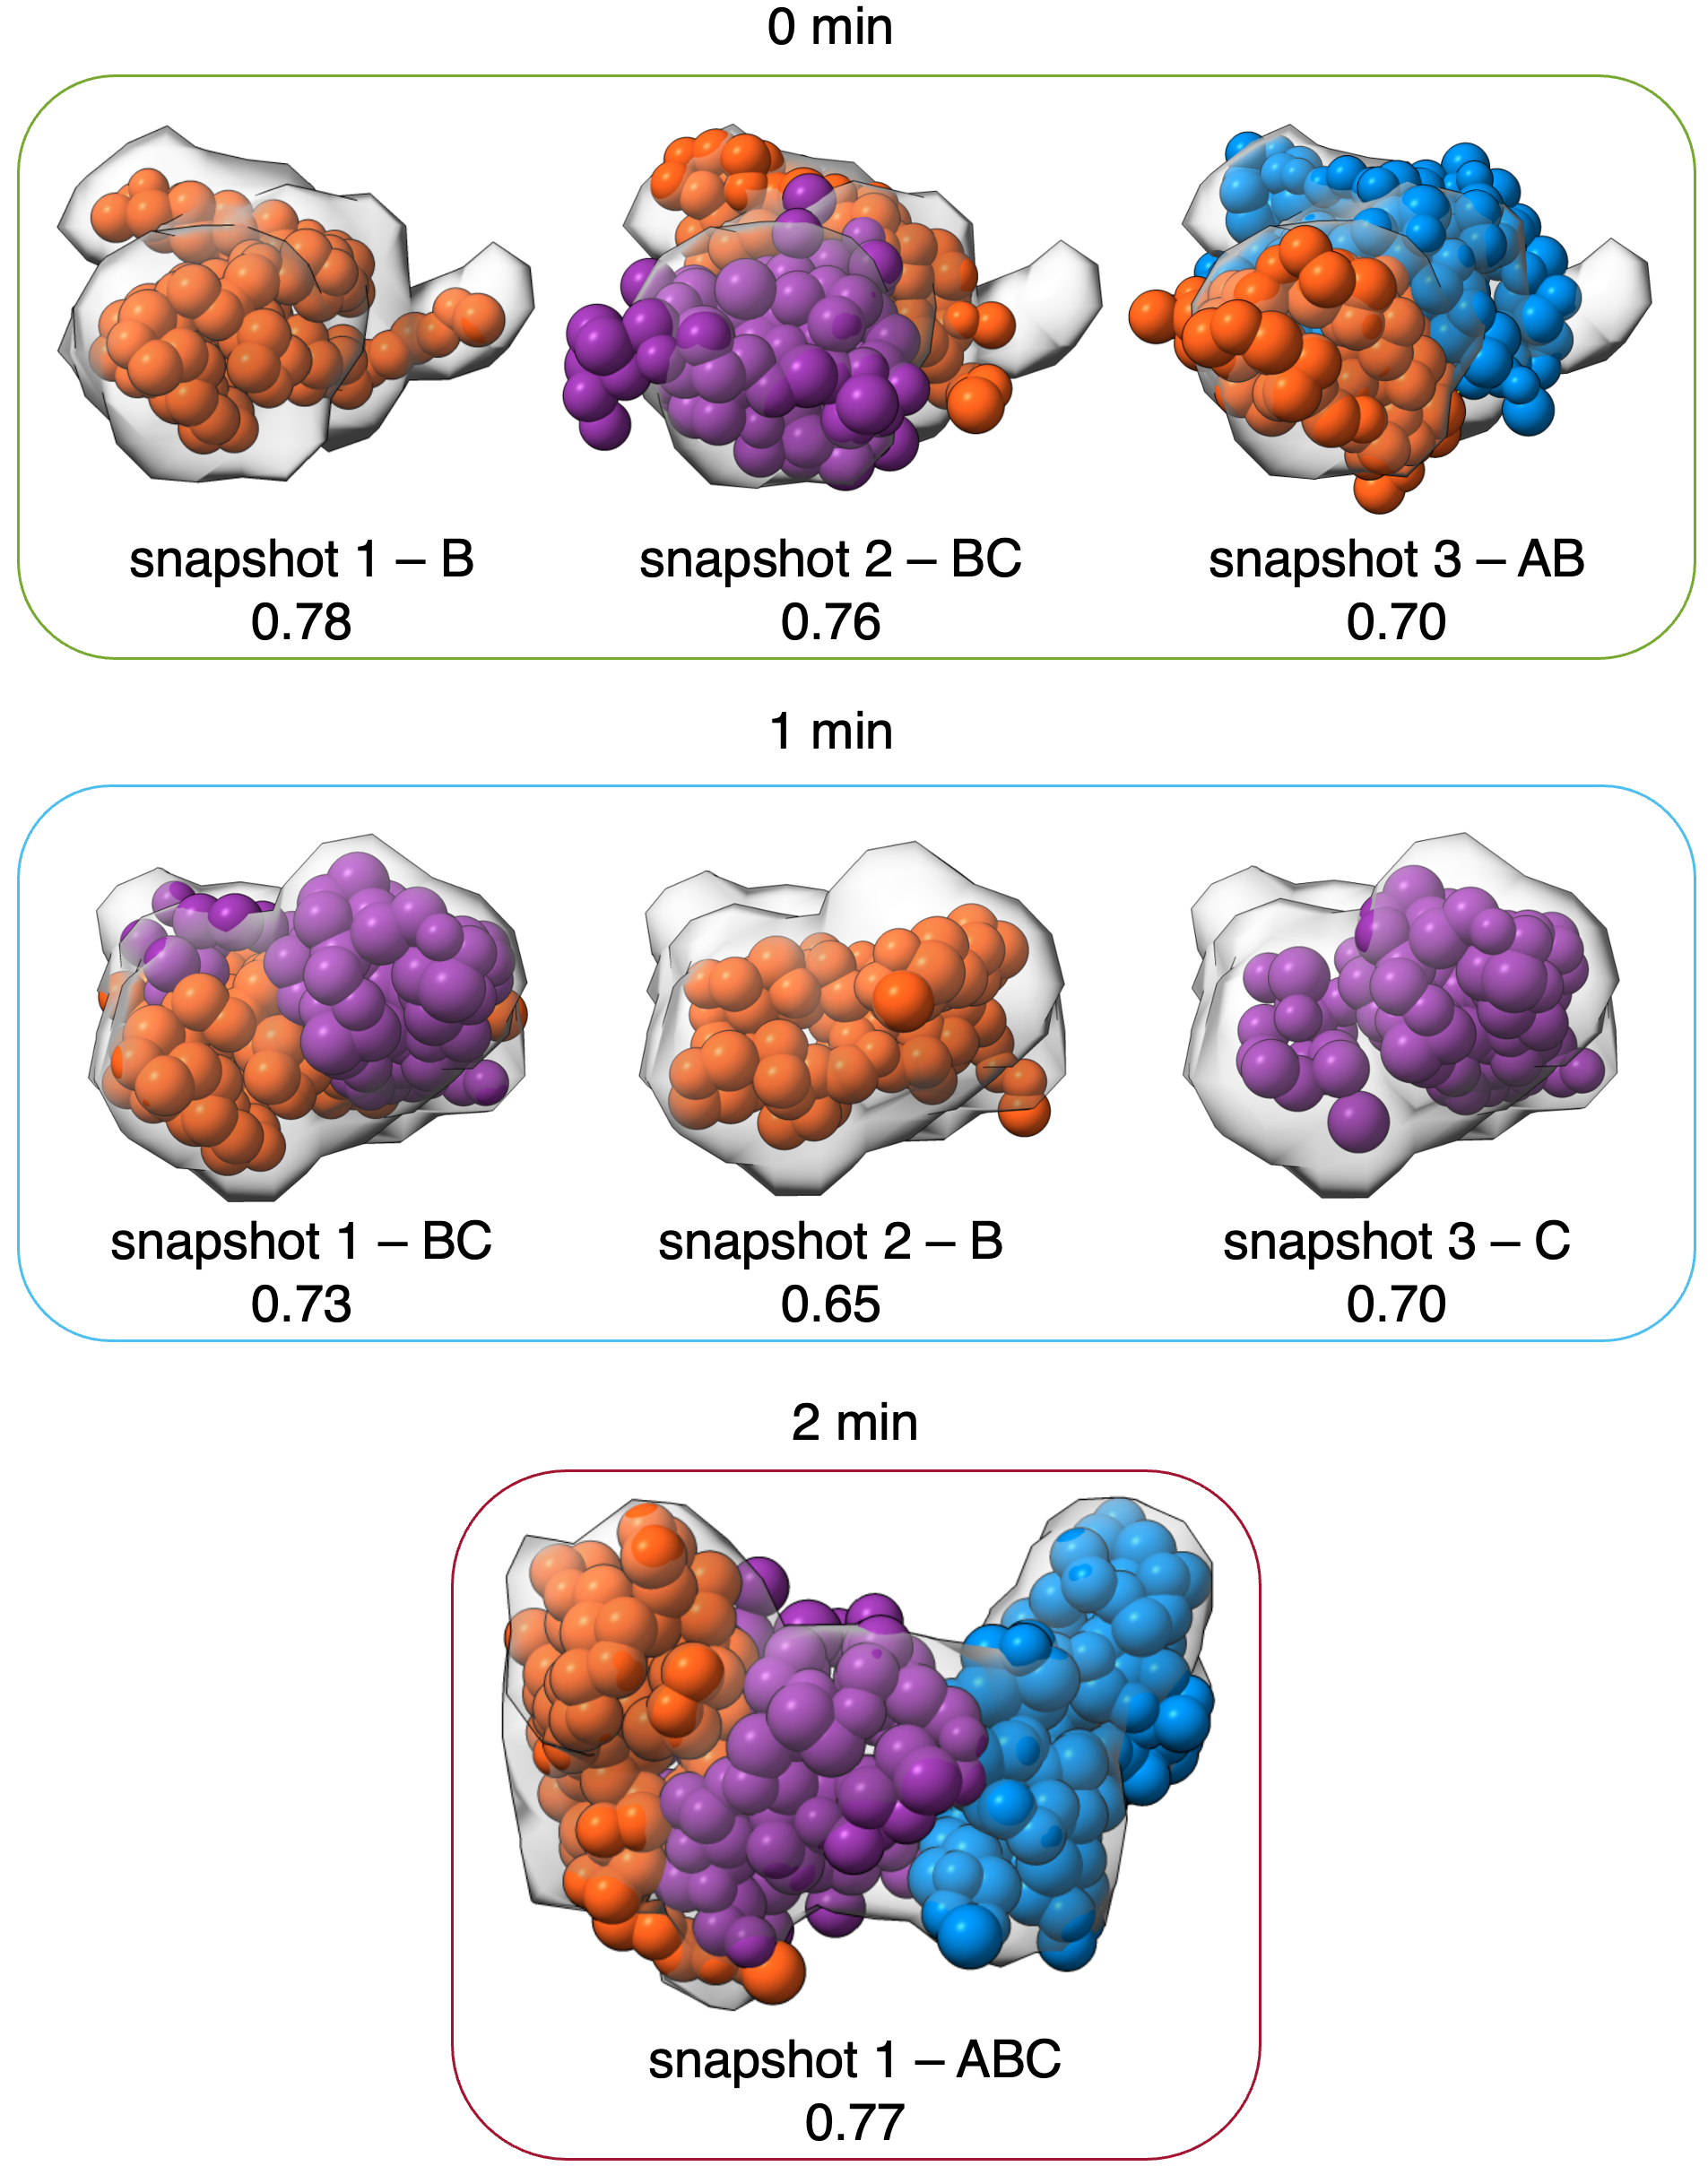 0 min
snapshot 1 – B
0.78
snapshot 2 – BC
0.76
snapshot 3 – AB
0.70
1 min
snapshot 1 – BC
0.73
snapshot 2 – B
0.65
snapshot 3 – C
0.70
2 min
snapshot 1 – ABC
0.77